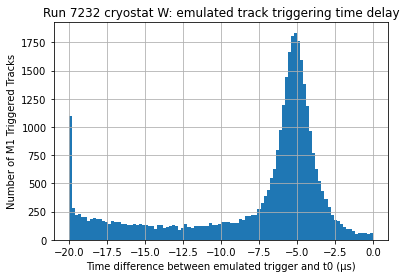 Run 7232 cryostat W: emulated track triggering time delay
Number of M1 Triggered Tracks
1750
1500
1250
1000
750
500
250
0
−20.0 −17.5 −15.0 −12.5 −10.0 −7.5 −5.0 −2.5 0.0
Time difference between emulated trigger and t0 (μs)